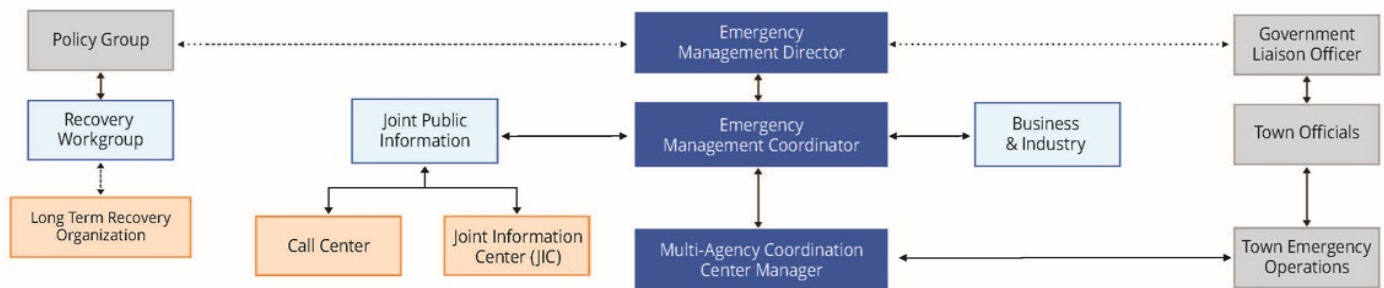 Policy Group
Emergency
Management Director
Government
Liaison Officer
Recovery
Workgroup
Joint Public
Information
Emergency
Management Coordinator
Business
& Industry
Town Officials
Long Term Recovery
Organization
Call Center
Joint Information
Center (JIC)
Multi-Agency Coordination
Center Manager
Town Emergency
Operations